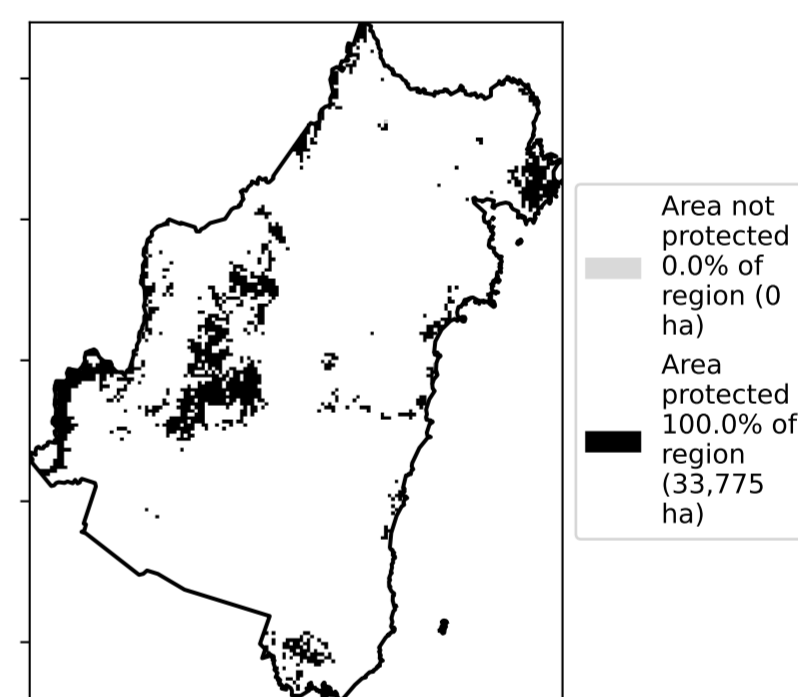 Area not
protected
0.0% of
region (0
ha)
Area
protected
100.0% of
region
(33,775
ha)